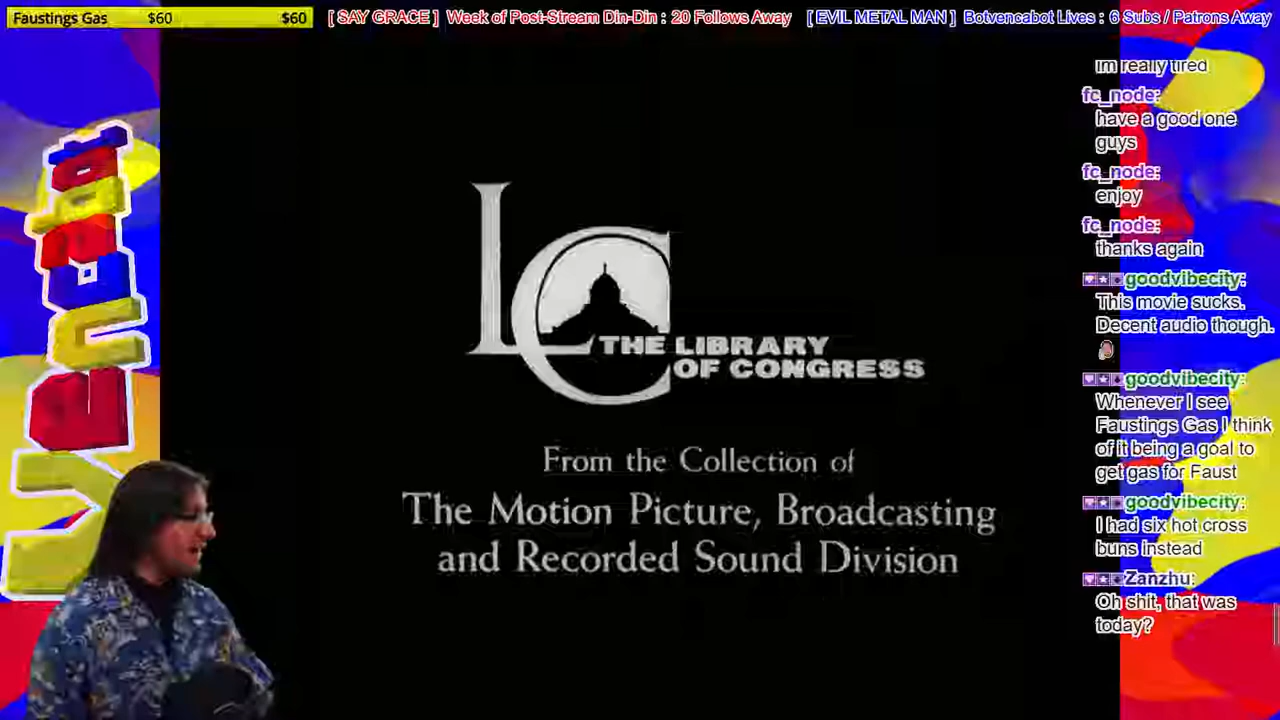 Faustings Gas $60 $60
[ SAY GRACE ] Week of Post-Stream Din-Din : 20 Follows Away [ EVIL METAL MAN ] Botvencabot Lives : 6 Subs / Patrons Away
LC THE LIBRARY
OF CONGRESS
From the Collection of
The Motion Picture, Broadcasting
and Recorded Sound Division
im really tired
fc_node:
have a good one
guys
fc_node:
enjoy
fc_node:
thanks again
goodvibecity:
This movie sucks.
Decent audio though.
goodvibecity:
Whenever I see
Faustings Gas I think
of it being a goal to
get gas for Faust
goodvibecity:
I had six hot cross
buns instead
Zanzhu:
Oh shit, that was
today?